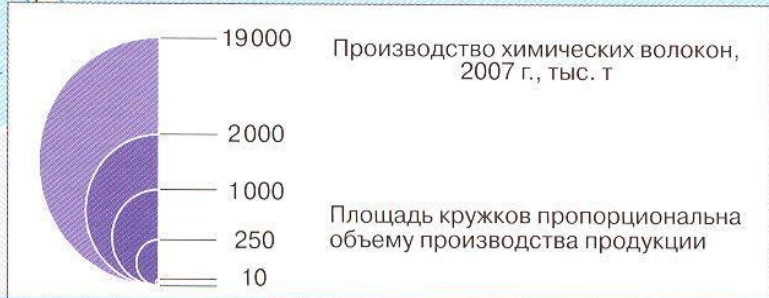 19000
Производство химических волокон,
2007 г., тыс. т
2000
1000
250
Площадь кружков пропорциональна
объему производства продукции
10